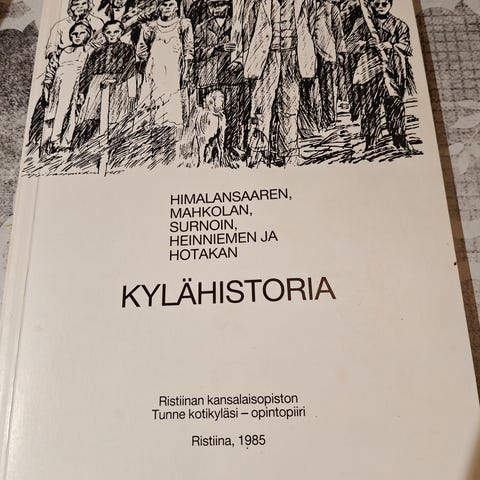 HIMALANSAAREN,
MAHKOLAN,
SURNOIN,
HEINNIEMEN JA
HOTAKAN
KYLÄHISTORIA
Ristiinan kansalaisopiston
Tunne kotikyläsi – opintopiiri
Ristiina, 1985